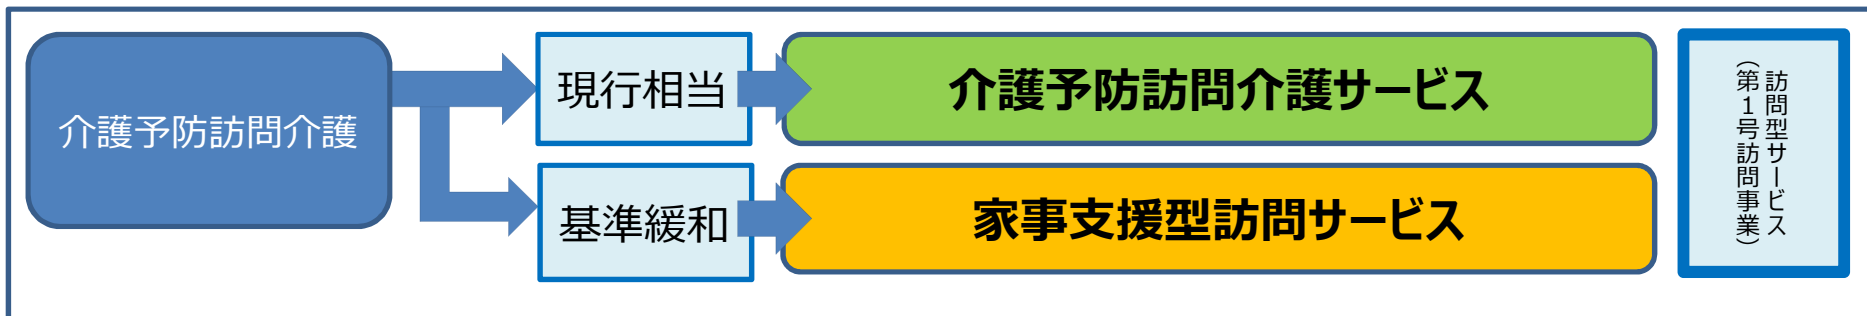 介護予防訪問介護
現行相当
介護予防訪問介護サービス
基準緩和
家事支援型訪問サービス
訪問型サービス
（第１号訪問事業）